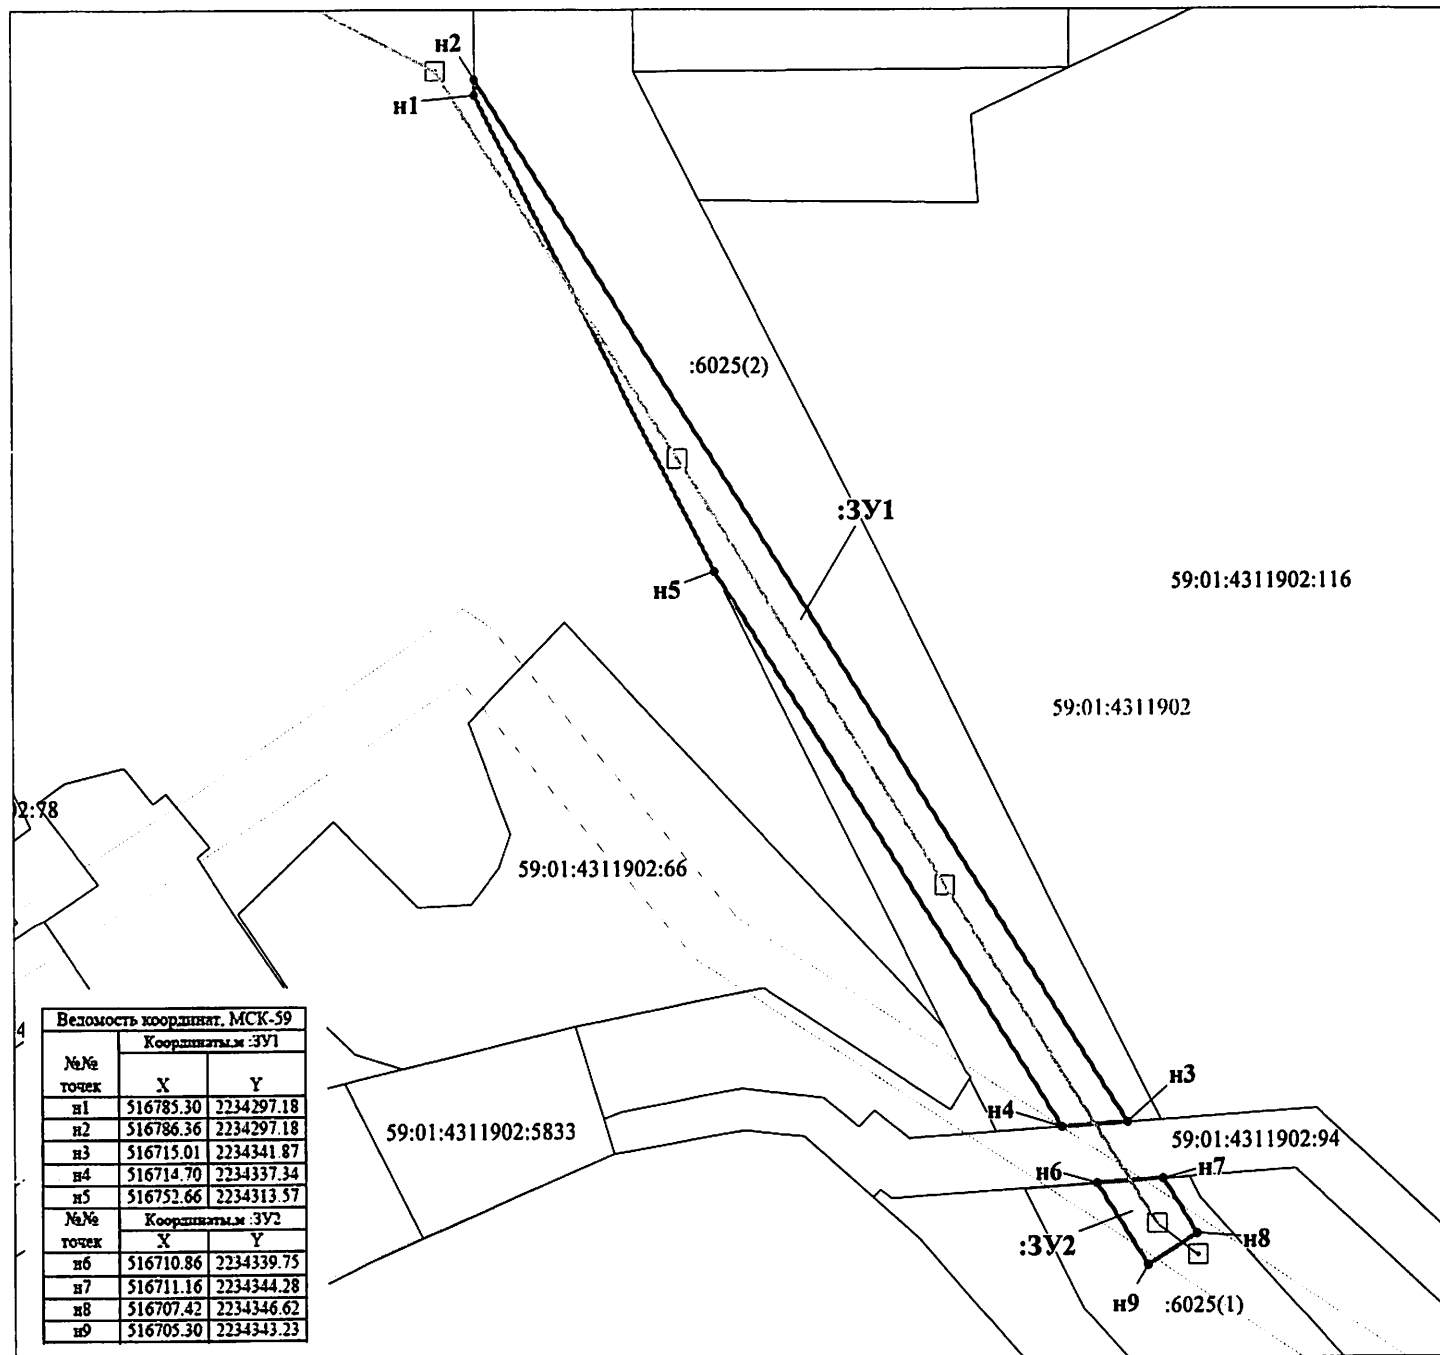 н2
н1
:6025(2)
:ЗУ1
н5
59:01:4311902:116
59:01:4311902
2:78
59:01:4311902:66
4
н3
н4
59:01:4311902:5833
59:01:4311902:94
н6
н7
:ЗУ2
н8
н9
:6025(1)
Ведомость координат, МСК-59
№№ точек
Координаты,м :ЗУ1
X Y
н1 516785.30 2234297.18
н2 516786.36 2234297.18
н3 516715.01 2234341.87
н4 516714.70 2234337.34
н5 516752.66 2234313.57
№№ точек
Координаты,м :ЗУ2
X Y
н6 516710.86 2234339.75
н7 516711.16 2234344.28
н8 516707.42 2234346.62
н9 516705.30 2234343.23